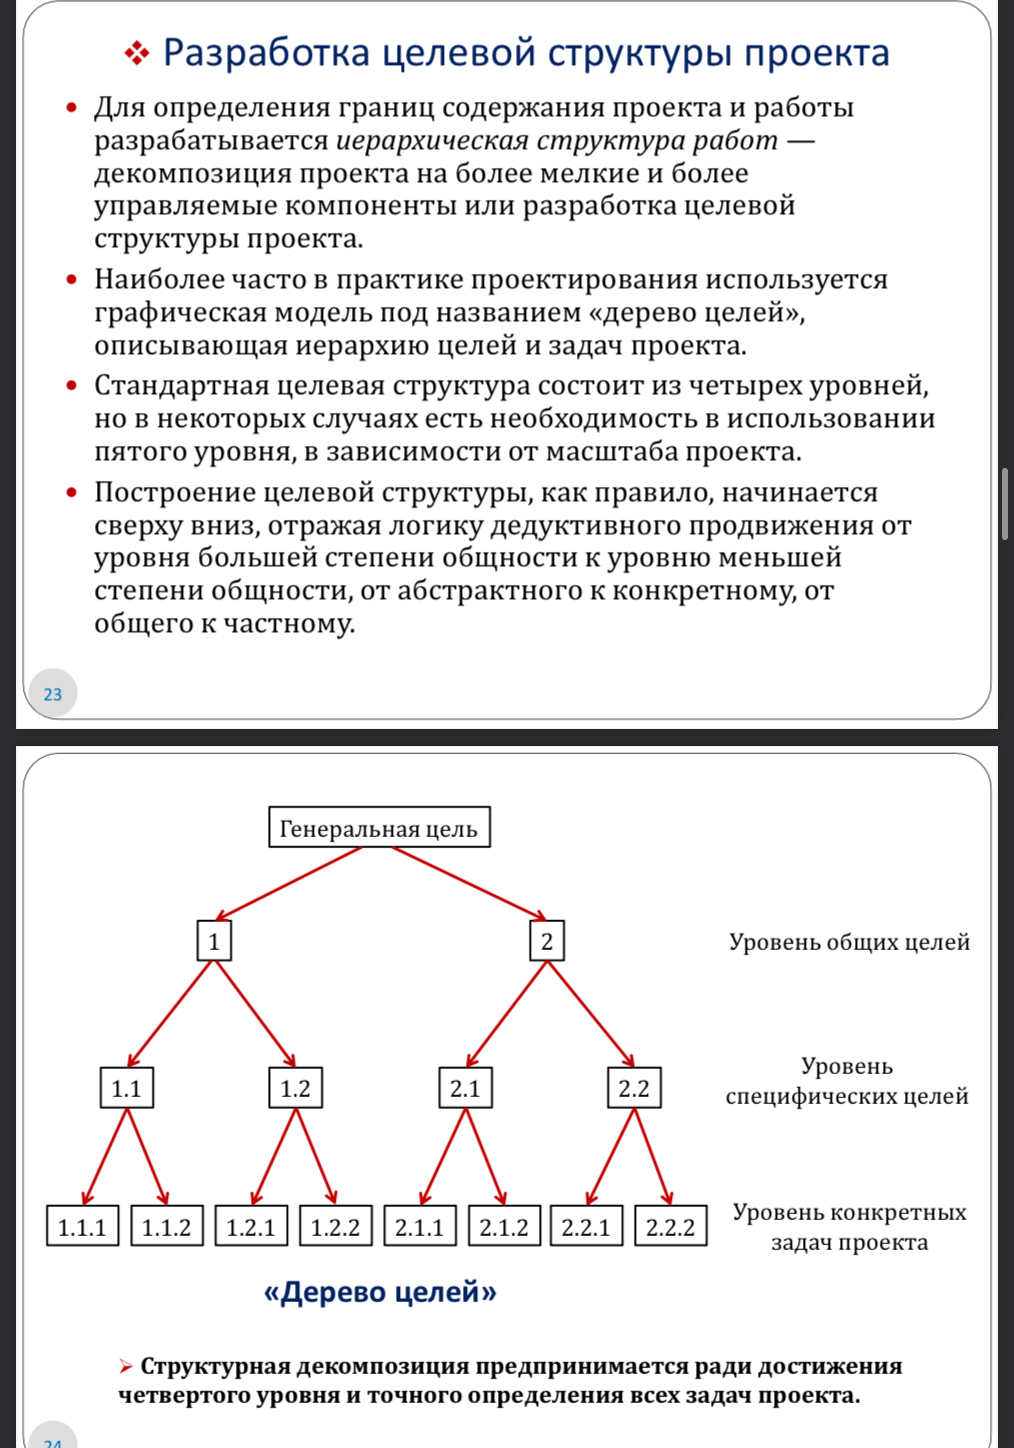 ❖ Разработка целевой структуры проекта
• Для определения границ содержания проекта и работы
разрабатывается иерархическая структура работ —
декомпозиция проекта на более мелкие и более
управляемые компоненты или разработка целевой
структуры проекта.
• Наиболее часто в практике проектирования используется
графическая модель под названием «дерево целей»,
описывающая иерархию целей и задач проекта.
• Стандартная целевая структура состоит из четырех уровней,
но в некоторых случаях есть необходимость в использовании
пятого уровня, в зависимости от масштаба проекта.
• Построение целевой структуры, как правило, начинается
сверху вниз, отражая логику дедуктивного продвижения от
уровня большей степени общности к уровню меньшей
степени общности, от абстрактного к конкретному, от
общего к частному.
23
Генеральная цель
1 2 Уровень общих целей
1.1 1.2 2.1 2.2 Уровень
специфических целей
1.1.1 1.1.2 1.2.1 1.2.2 2.1.1 2.1.2 2.2.1 2.2.2 Уровень конкретных
задач проекта
«Дерево целей»
➢ Структурная декомпозиция предпринимается ради достижения
четвертого уровня и точного определения всех задач проекта.
24